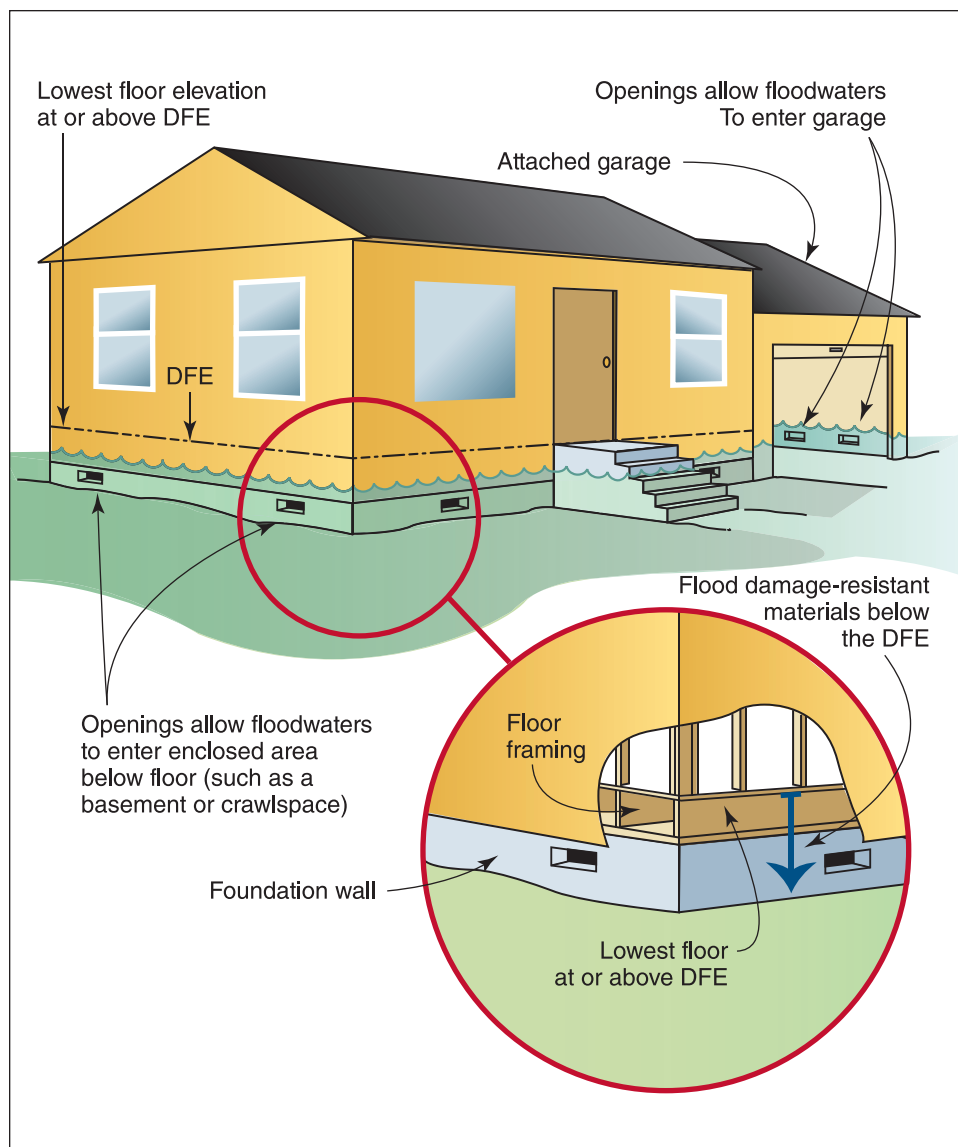 Lowest floor elevation
at or above DFE
Openings allow floodwaters
To enter garage
Attached garage
DFE
Flood damage-resistant
materials below
the DFE
Openings allow floodwaters
to enter enclosed area
below floor (such as a
basement or crawlspace)
Floor
framing
Foundation wall
Lowest floor
at or above DFE